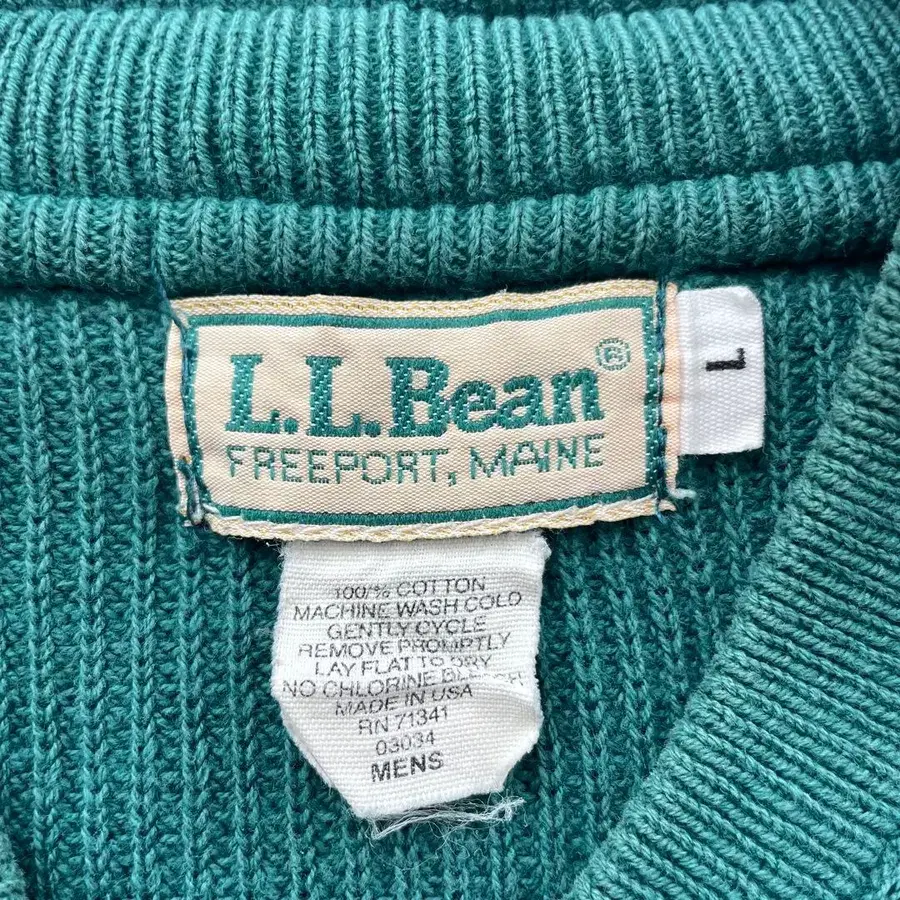 L.L.Bean®
FREEPORT, MAINE
L
100% COTTON
MACHINE WASH COLD
GENTLY CYCLE
REMOVE PROMPTLY
LAY FLAT TO DRY
NO CHLORINE BLEACH
MADE IN USA
RN 71341
03034
MENS